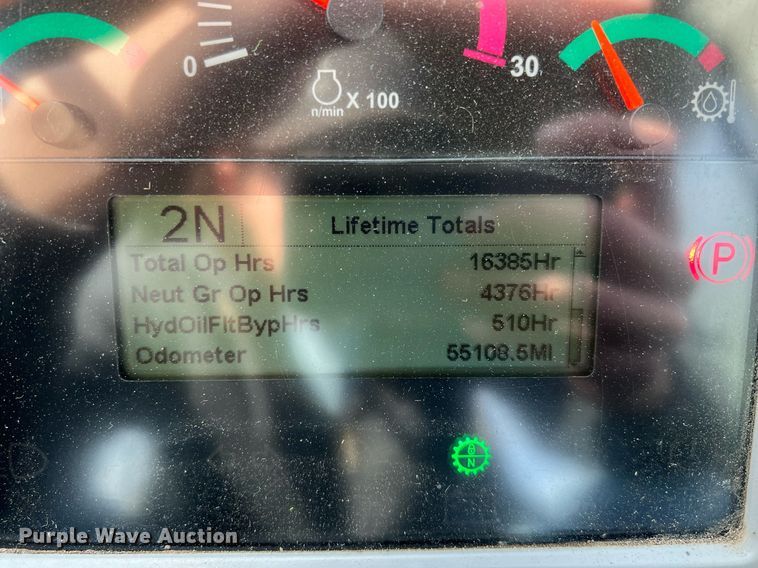 0
30
n/min X 100
2N Lifetime Totals
Total Op Hrs 16385Hr
Neut Gr Op Hrs 4376Hr
HydOilFltBypHrs 510Hr
Odometer 55108.5MI
P
N
Purple Wave Auction